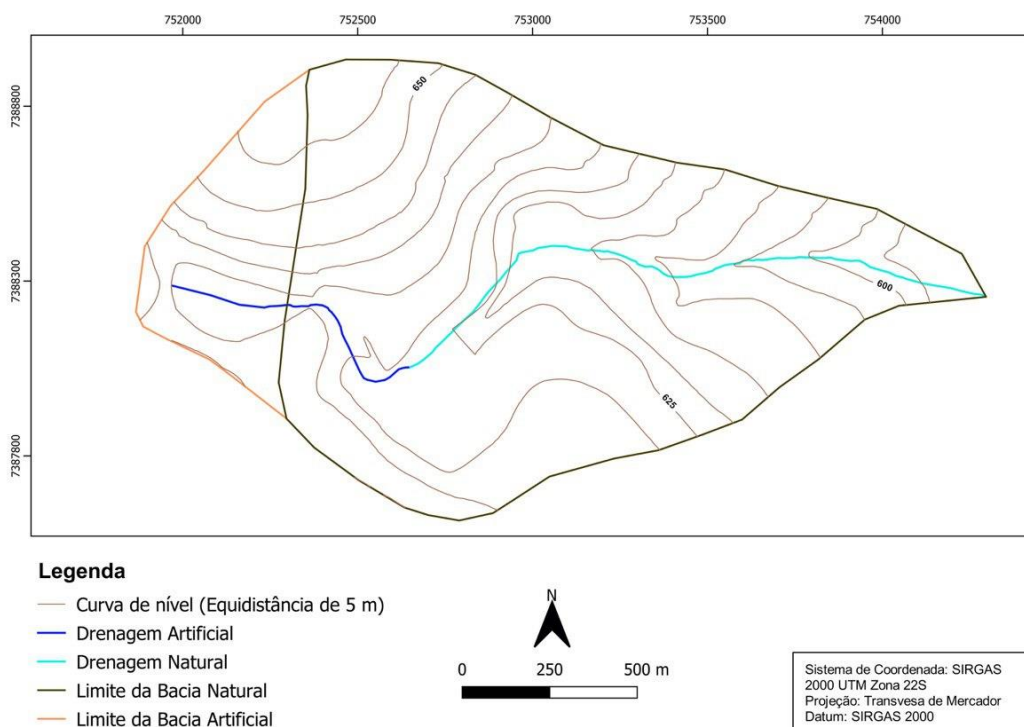 752000
752500
753000
753500
754000
7388800
650
7388300
600
625
7387800
Legenda
Curva de nível (Equidistância de 5 m)
Drenagem Artificial
Drenagem Natural
Limite da Bacia Natural
Limite da Bacia Artificial
N
0 250 500 m
Sistema de Coordenada: SIRGAS
2000 UTM Zona 22S
Projeção: Transvesa de Mercador
Datum: SIRGAS 2000